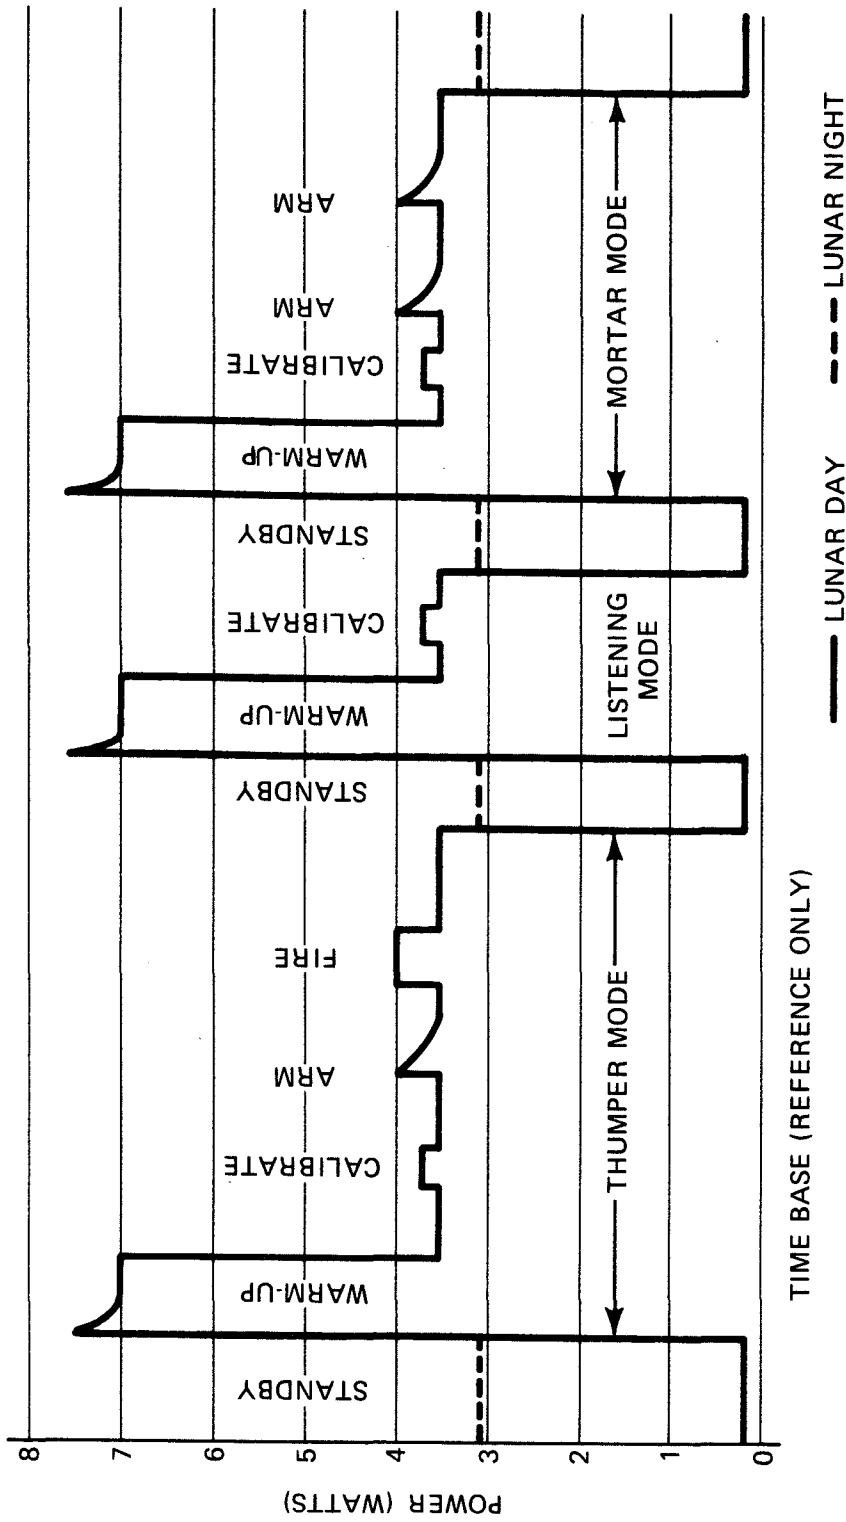 POWER (WATTS)
8
7
6
5
4
3
2
1
0
STANDBY
WARM-UP
CALIBRATE
ARM
FIRE
STANDBY
WARM-UP
CALIBRATE
STANDBY
WARM-UP
CALIBRATE
ARM
ARM
THUMPER MODE
LISTENING
MODE
MORTAR MODE
TIME BASE (REFERENCE ONLY)
LUNAR DAY
LUNAR NIGHT